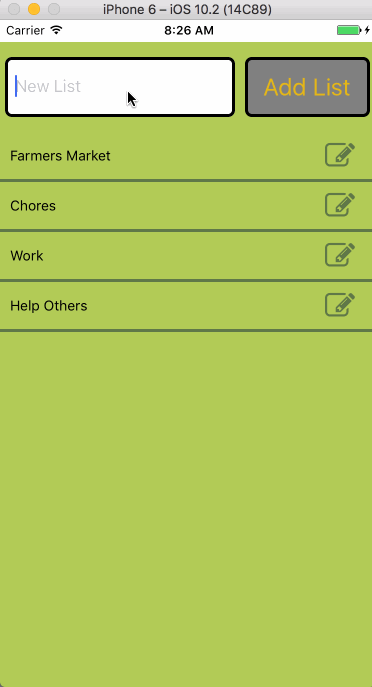 iPhone 6 – iOS 10.2 (14C89)
Carrier 8:26 AM
New List Add List
Farmers Market
Chores
Work
Help Others